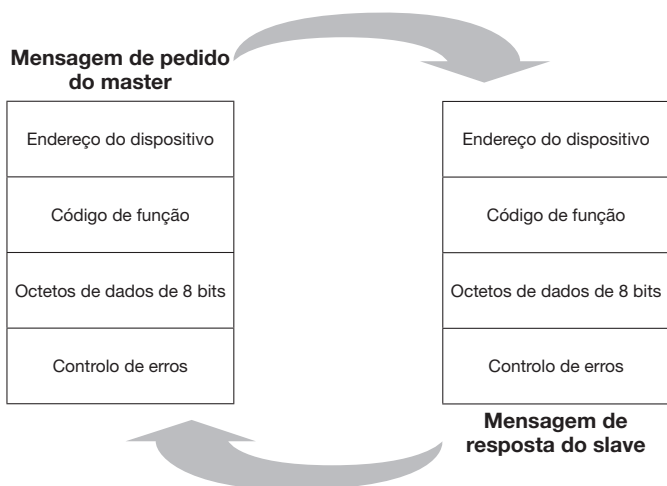 Mensagem de pedido
do master
Endereço do dispositivo
Código de função
Octetos de dados de 8 bits
Controlo de erros
Endereço do dispositivo
Código de função
Octetos de dados de 8 bits
Controlo de erros
Mensagem de
resposta do slave